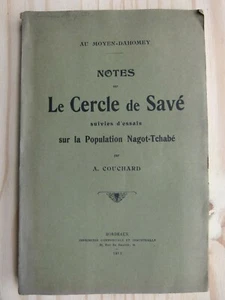 AU MOYEN-DAHOMEY
NOTES
SUR
Le Cercle de Savé
suivies d'essais
sur la Population Nagot-Tchabé
PAR
A. COUCHARD
BORDEAUX